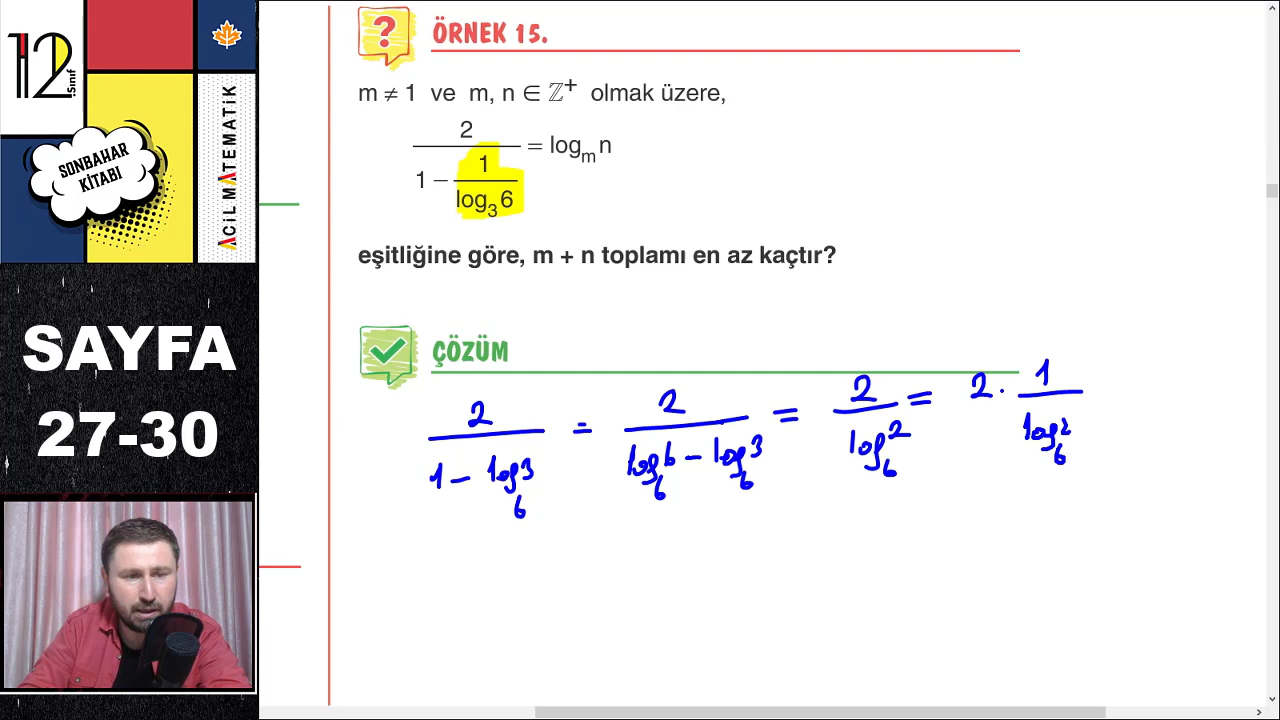 12
.Sınıf
SONBAHAR
KİTABI
ACİLMATEMATİK
SAYFA
27-30
?
ÖRNEK 15.
m ≠ 1 ve m, n ∈ ℤ⁺ olmak üzere,
2 / (1 − 1 / log₃6) = logₘn
eşitliğine göre, m + n toplamı en az kaçtır?
ÇÖZÜM
2 / (1 − log₆3) = 2 / (log₆6 − log₆3) = 2 / log₆2 = 2 · 1 / log₆2